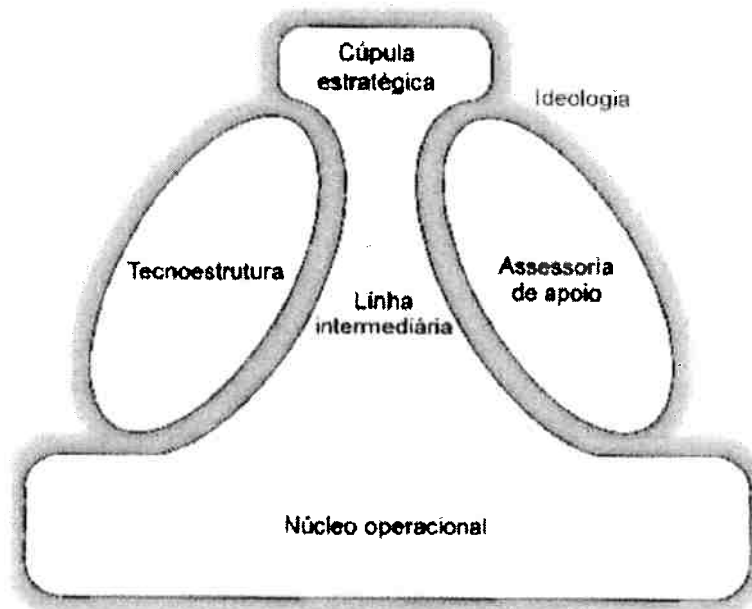 Cúpula
estratégica
Ideologia
Tecnoestrutura
Assessoria
de apoio
Linha
intermediária
Núcleo operacional